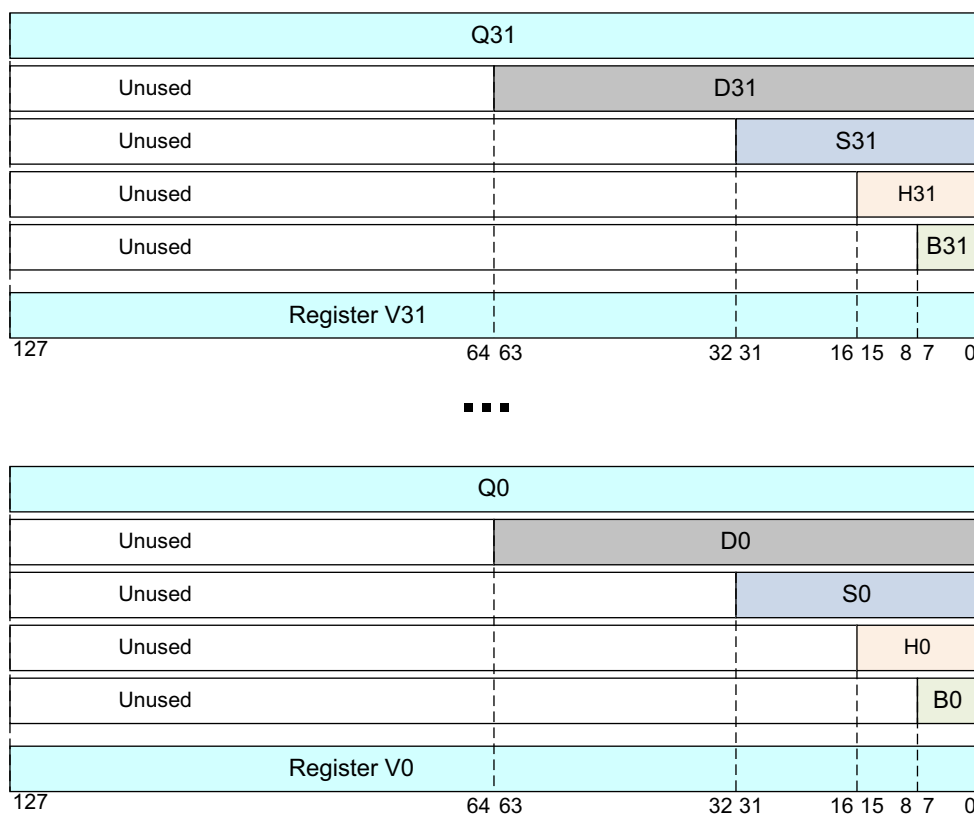 Q31
Unused D31
Unused S31
Unused H31
Unused B31
Register V31
127 64 63 32 31 16 15 8 7 0
...
Q0
Unused D0
Unused S0
Unused H0
Unused B0
Register V0
127 64 63 32 31 16 15 8 7 0